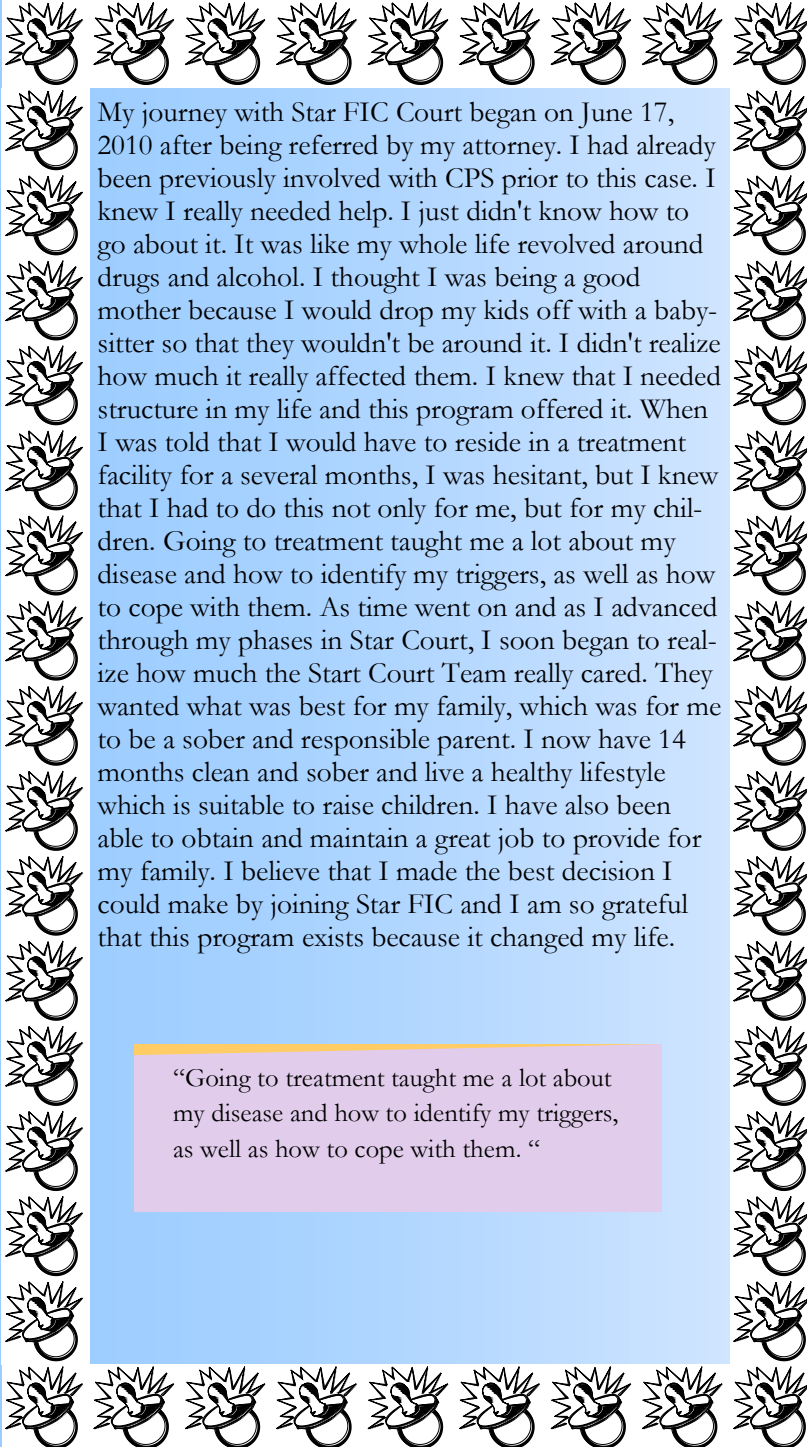 My journey with Star FIC Court began on June 17,
2010 after being referred by my attorney. I had already
been previously involved with CPS prior to this case. I
knew I really needed help. I just didn't know how to
go about it. It was like my whole life revolved around
drugs and alcohol. I thought I was being a good
mother because I would drop my kids off with a baby-
sitter so that they wouldn't be around it. I didn't realize
how much it really affected them. I knew that I needed
structure in my life and this program offered it. When
I was told that I would have to reside in a treatment
facility for a several months, I was hesitant, but I knew
that I had to do this not only for me, but for my chil-
dren. Going to treatment taught me a lot about my
disease and how to identify my triggers, as well as how
to cope with them. As time went on and as I advanced
through my phases in Star Court, I soon began to real-
ize how much the Start Court Team really cared. They
wanted what was best for my family, which was for me
to be a sober and responsible parent. I now have 14
months clean and sober and live a healthy lifestyle
which is suitable to raise children. I have also been
able to obtain and maintain a great job to provide for
my family. I believe that I made the best decision I
could make by joining Star FIC and I am so grateful
that this program exists because it changed my life.
“Going to treatment taught me a lot about
my disease and how to identify my triggers,
as well as how to cope with them. “